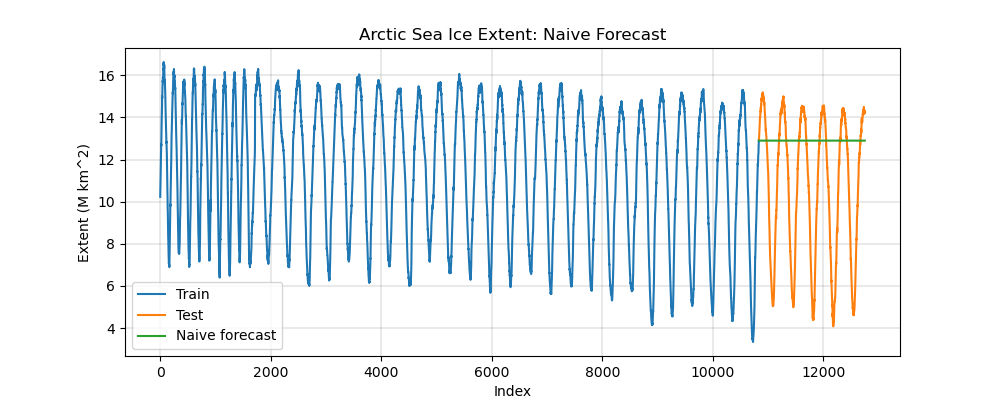 Arctic Sea Ice Extent: Naive Forecast
Extent (M km^2)
16
14
12
10
8
6
4
Train
Test
Naive forecast
0
2000
4000
6000
8000
10000
12000
Index